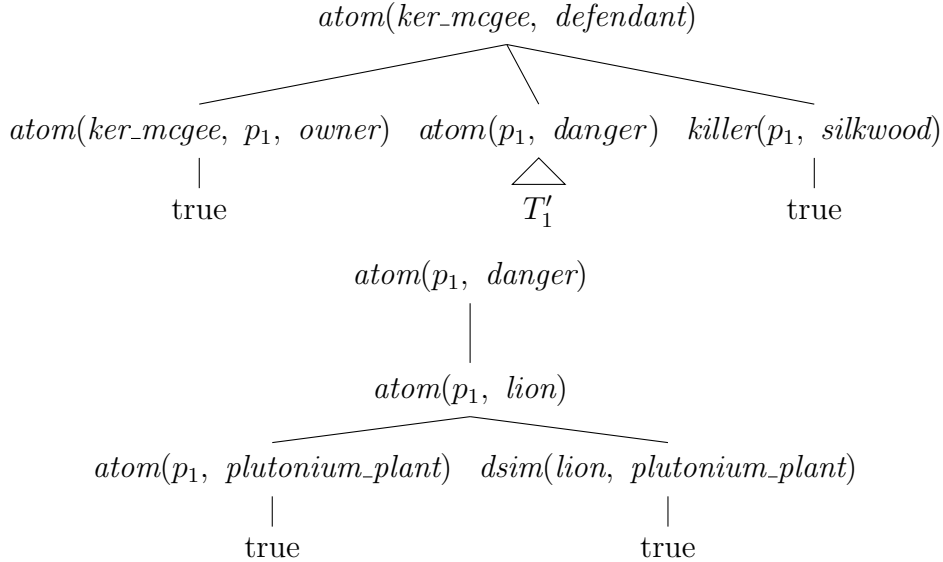 atom(ker_mcgee, defendant)
atom(ker_mcgee, p₁, owner) atom(p₁, danger) killer(p₁, silkwood)
true T′₁ true
atom(p₁, danger)
atom(p₁, lion)
atom(p₁, plutonium_plant) dsim(lion, plutonium_plant)
true true